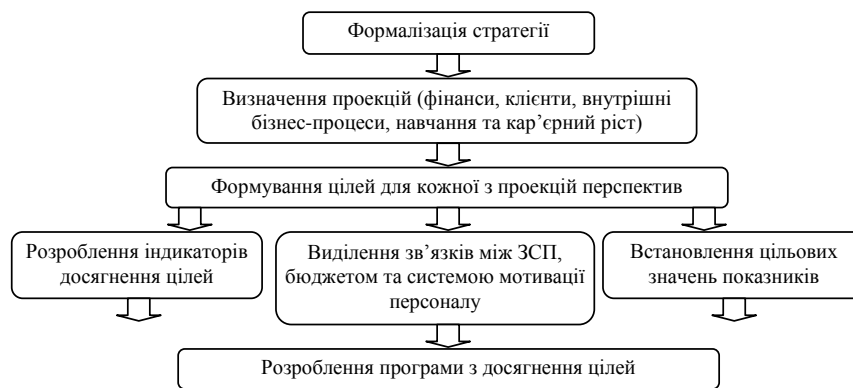 Формалізація стратегії
Визначення проекцій (фінанси, клієнти, внутрішні
бізнес-процеси, навчання та кар’єрний ріст)
Формування цілей для кожної з проекцій перспектив
Розроблення індикаторів
досягнення цілей
Виділення зв’язків між ЗСП,
бюджетом та системою мотивації
персоналу
Встановлення цільових
значень показників
Розроблення програми з досягнення цілей